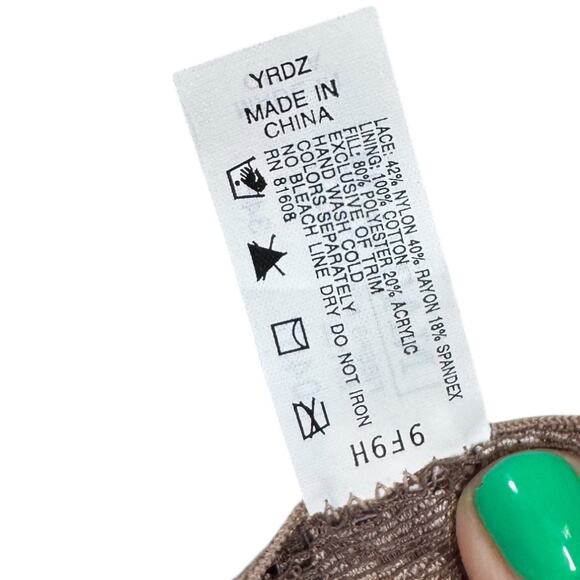 YRDZ
MADE IN
CHINA
LACE: 42% NYLON 40% RAYON 18% SPANDEX
LINING: 100% COTTON
FILL: 80% POLYESTER 20% ACRYLIC
EXCLUSIVE OF TRIM
HAND WASH COLD
COLORS SEPARATELY
NO BLEACH LINE DRY DO NOT IRON
RN 81608
9F9H